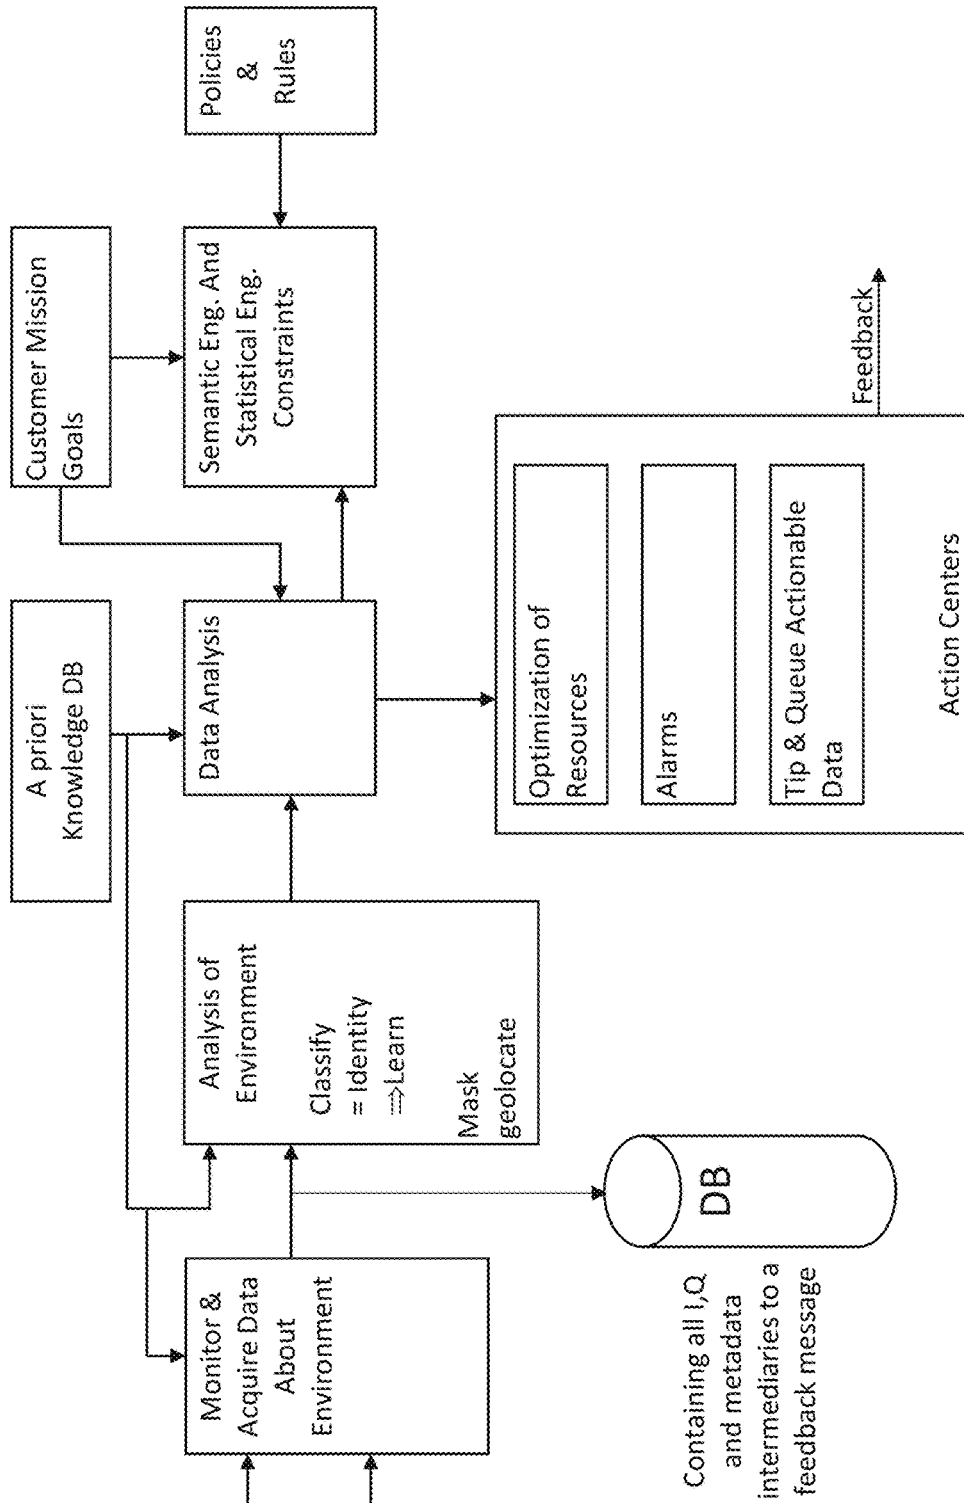 Monitor &
Acquire Data
About
Environment
Containing all I,Q
and metadata
intermediaries to a
feedback message
DB
Analysis of
Environment
Classify
= Identity
⇒Learn
Mask
geolocate
A priori
Knowledge DB
Data Analysis
Customer Mission
Goals
Semantic Eng. And
Statistical Eng.
Constraints
Policies
&
Rules
Optimization of
Resources
Alarms
Tip & Queue Actionable
Data
Action Centers
Feedback